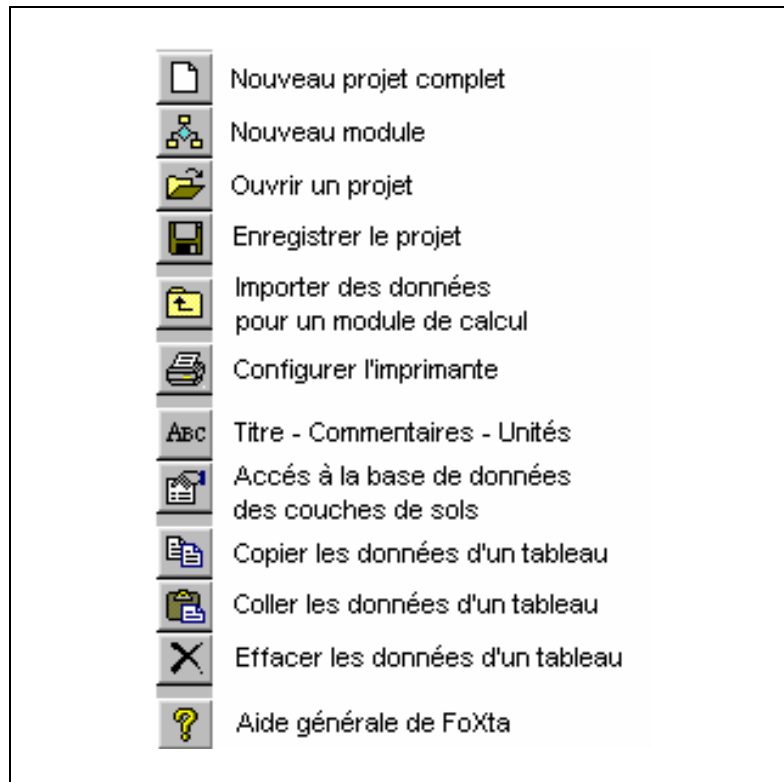 Nouveau projet complet
Nouveau module
Ouvrir un projet
Enregistrer le projet
Importer des données
pour un module de calcul
Configurer l'imprimante
ABC Titre - Commentaires - Unités
Accés à la base de données
des couches de sols
Copier les données d'un tableau
Coller les données d'un tableau
Effacer les données d'un tableau
Aide générale de FoXta